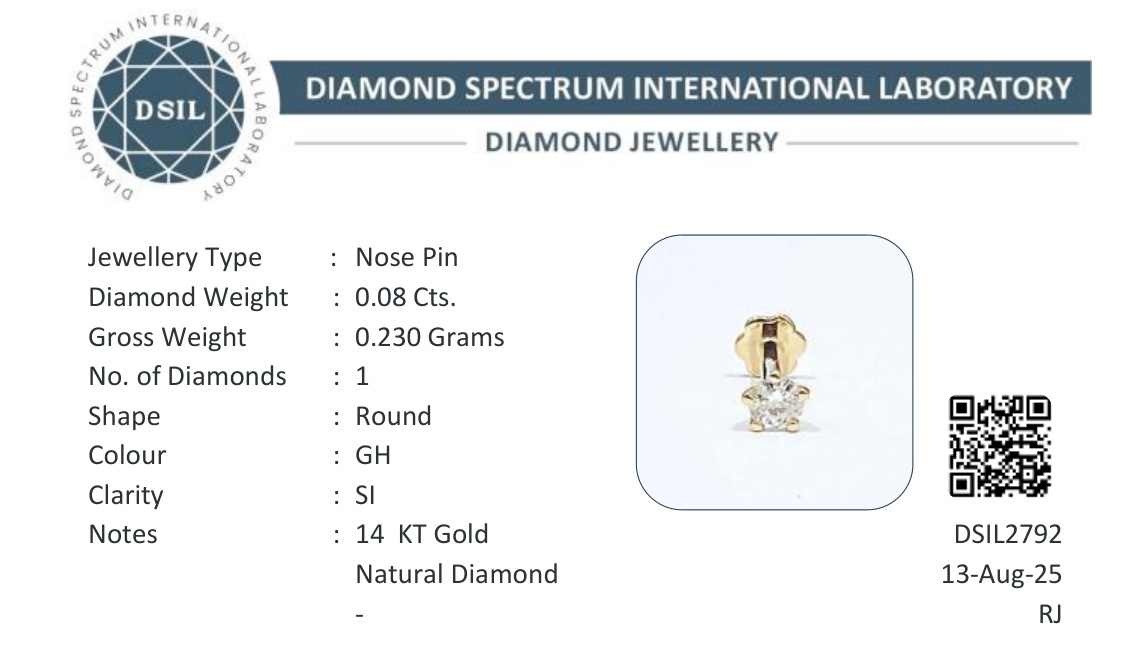 DIAMOND SPECTRUM INTERNATIONAL LABORATORY
DSIL
DIAMOND SPECTRUM INTERNATIONAL LABORATORY
DIAMOND JEWELLERY
Jewellery Type : Nose Pin
Diamond Weight : 0.08 Cts.
Gross Weight : 0.230 Grams
No. of Diamonds : 1
Shape : Round
Colour : GH
Clarity : SI
Notes : 14 KT Gold
Natural Diamond
-
DSIL2792
13-Aug-25
RJ